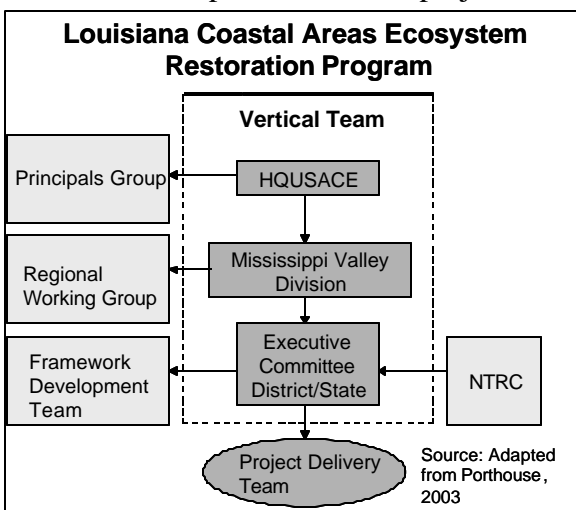 Louisiana Coastal Areas Ecosystem
Restoration Program
Vertical Team
Principals Group
HQUSACE
Regional
Working Group
Mississippi Valley
Division
Framework
Development
Team
Executive
Committee
District/State
NTRC
Project Delivery
Team
Source: Adapted
from Porthouse,
2003